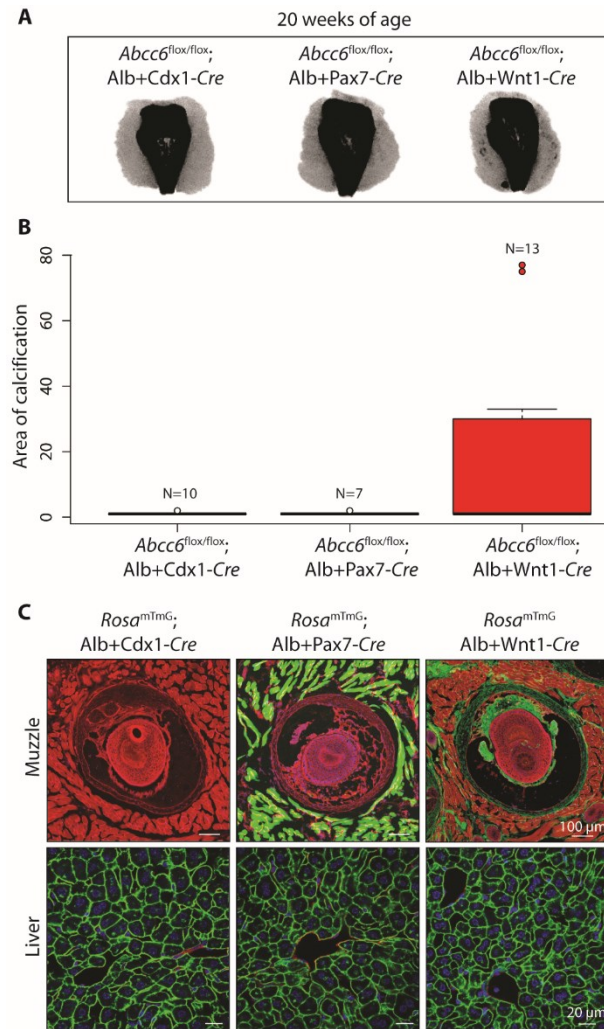 A
20 weeks of age
Abcc6flox/flox;
Alb+Cdx1-Cre
Abcc6flox/flox;
Alb+Pax7-Cre
Abcc6flox/flox;
Alb+Wnt1-Cre
B
Area of calcification
80
60
40
20
0
N=10
N=7
N=13
Abcc6flox/flox;
Alb+Cdx1-Cre
Abcc6flox/flox;
Alb+Pax7-Cre
Abcc6flox/flox;
Alb+Wnt1-Cre
C
RosamTmG;
Alb+Cdx1-Cre
RosamTmG;
Alb+Pax7-Cre
RosamTmG
Alb+Wnt1-Cre
Muzzle
100 µm
Liver
20 µm